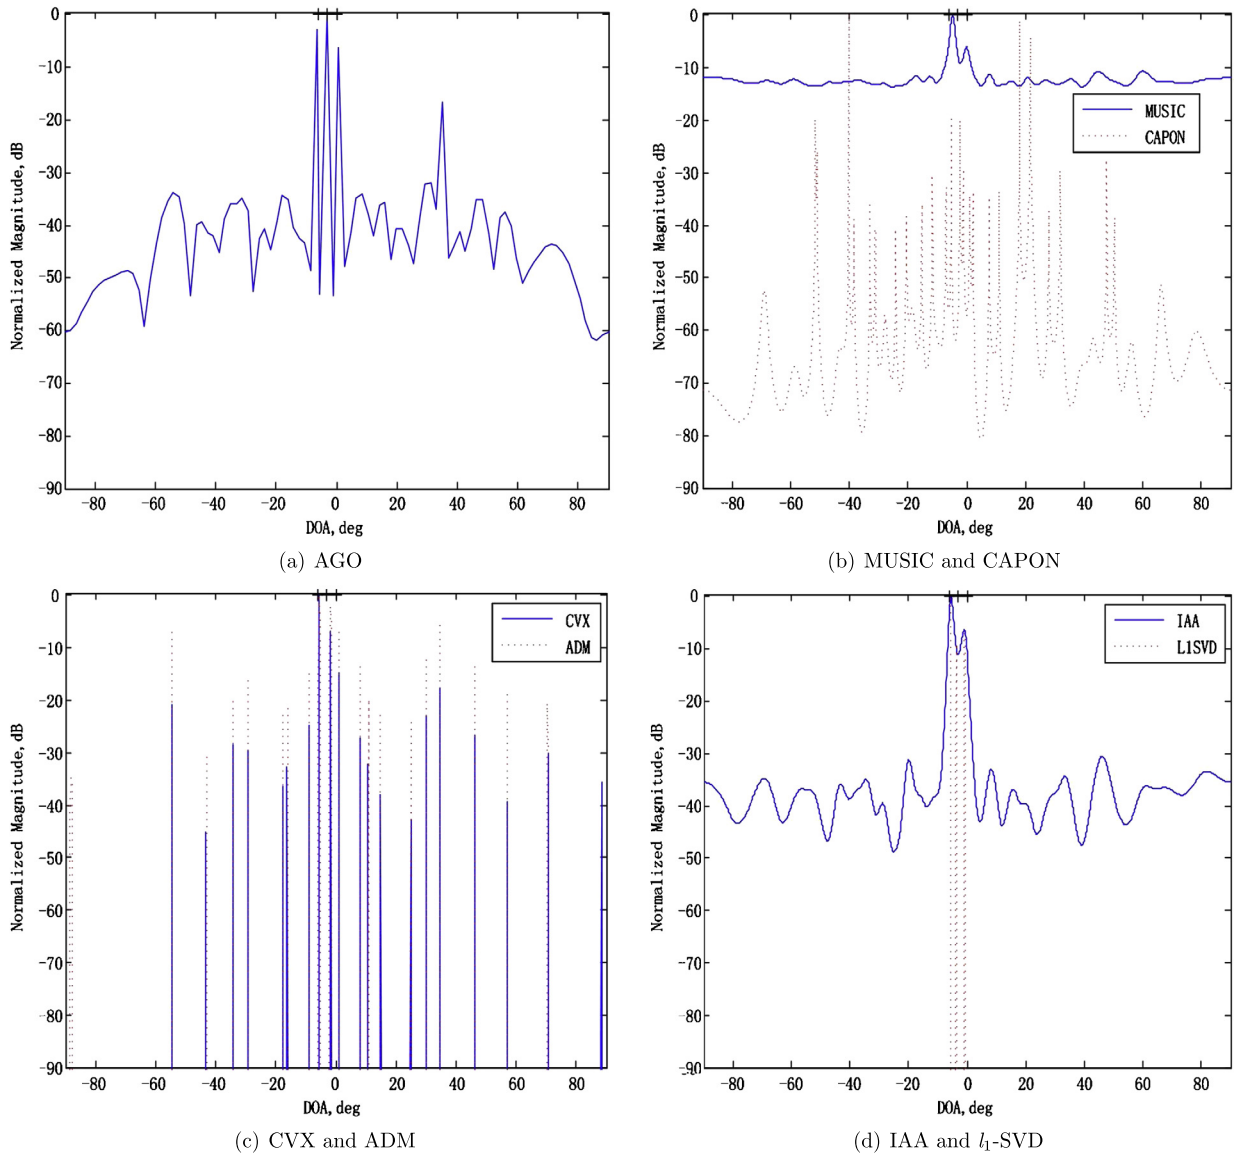 0
-10
-20
-30
-40
-50
-60
-70
-80
-90
Normalized Magnitude, dB
-80 -60 -40 -20 0 20 40 60 80
DOA, deg
(a) AGO
0
-10
-20
-30
-40
-50
-60
-70
-80
-90
Normalized Magnitude, dB
MUSIC
CAPON
-80 -60 -40 -20 0 20 40 60 80
DOA, deg
(b) MUSIC and CAPON
0
-10
-20
-30
-40
-50
-60
-70
-80
-90
Normalized Magnitude, dB
CVX
ADM
-80 -60 -40 -20 0 20 40 60 80
DOA, deg
(c) CVX and ADM
0
-10
-20
-30
-40
-50
-60
-70
-80
-90
Normalized Magnitude, dB
IAA
L1SVD
-80 -60 -40 -20 0 20 40 60 80
DOA, deg
(d) IAA and l₁-SVD